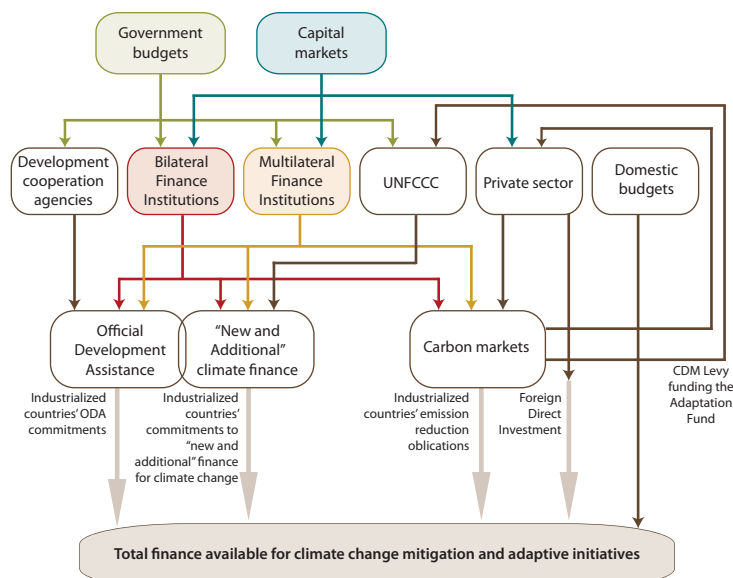 Government
budgets
Capital
markets
Development
cooperation
agencies
Bilateral
Finance
Institutions
Multilateral
Finance
Institutions
UNFCCC
Private sector
Domestic
budgets
Official
Development
Assistance
“New and
Additional”
climate finance
Carbon markets
CDM Levy
funding the
Adaptation
Fund
Industrialized
countries’ ODA
commitments
Industrialized
countries’
commitments to
“new and
additional” finance
for climate change
Industrialized
countries’ emission
reduction
oblications
Foreign
Direct
Investment
Total finance available for climate change mitigation and adaptive initiatives